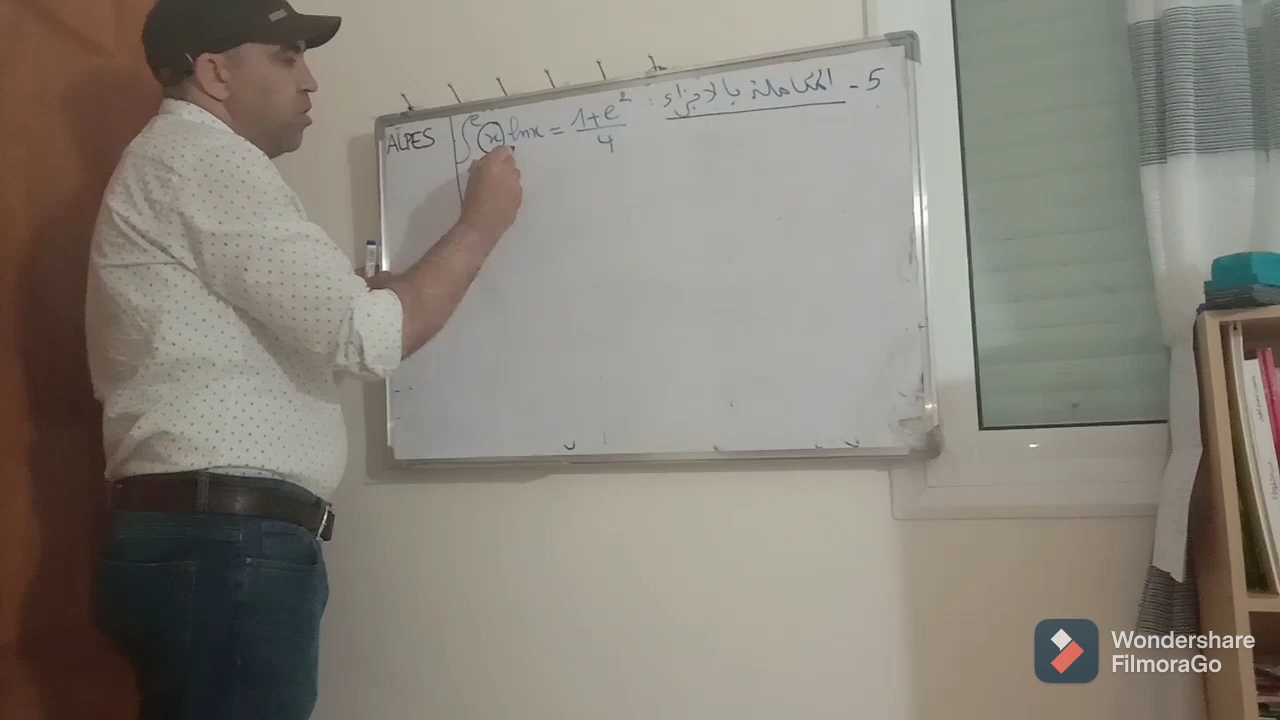 5 - المكاملة بالأجزاء :
ALPES
∫ᵉ x lnx = 1+e² / 4
Wondershare
FilmoraGo